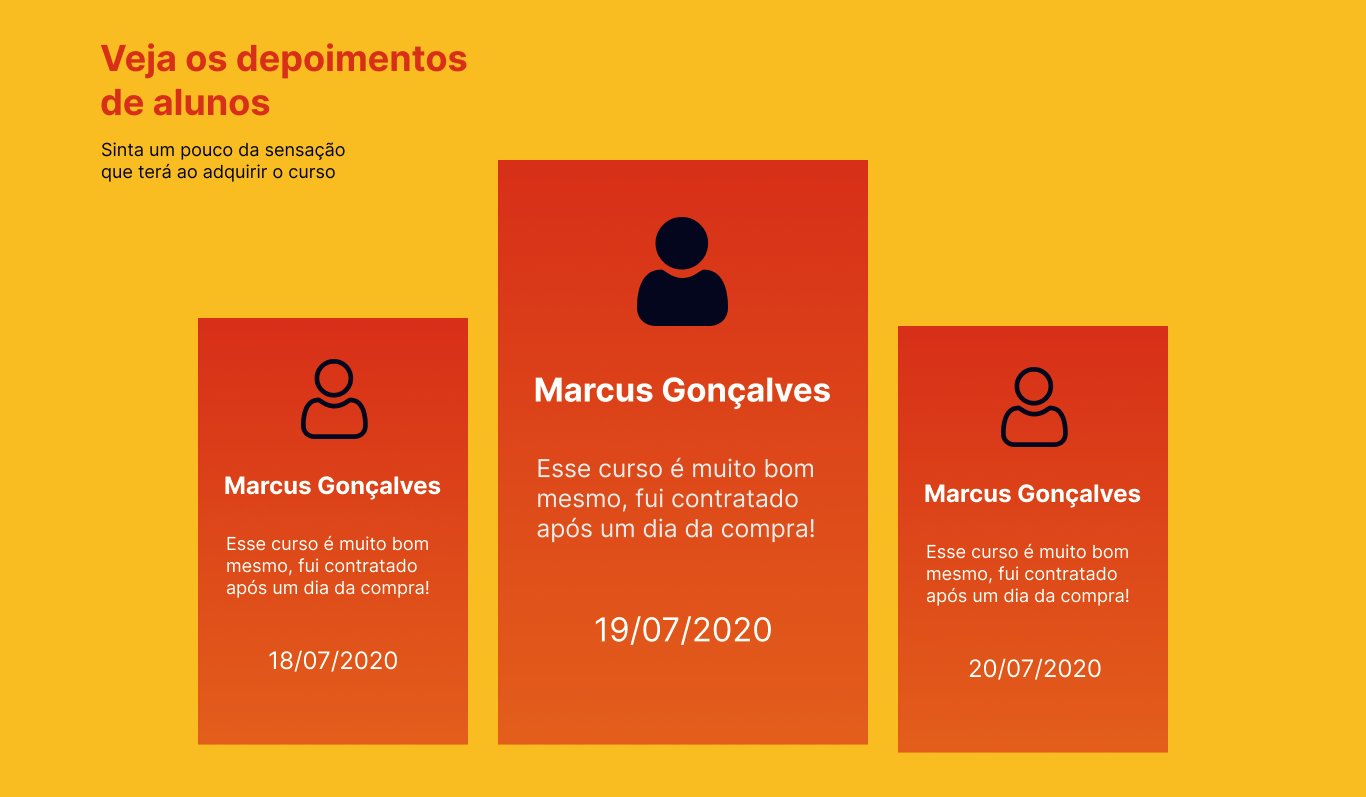 Veja os depoimentos
de alunos
Sinta um pouco da sensação
que terá ao adquirir o curso
Marcus Gonçalves
Esse curso é muito bom
mesmo, fui contratado
após um dia da compra!
18/07/2020
Marcus Gonçalves
Esse curso é muito bom
mesmo, fui contratado
após um dia da compra!
19/07/2020
Marcus Gonçalves
Esse curso é muito bom
mesmo, fui contratado
após um dia da compra!
20/07/2020